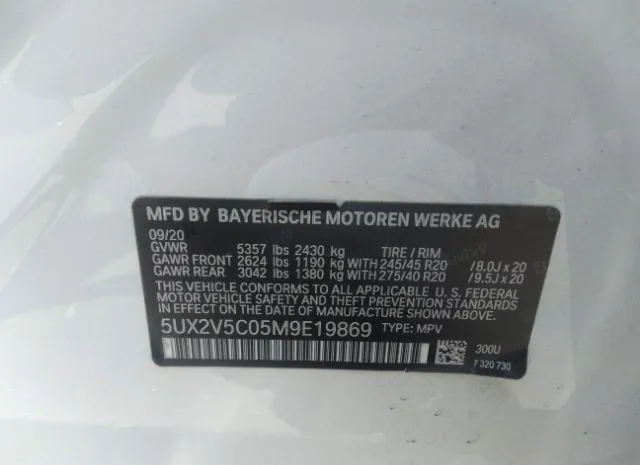 MFD BY BAYERISCHE MOTOREN WERKE AG
09/20
GVWR 5357 lbs 2430 kg TIRE / RIM
GAWR FRONT 2624 lbs 1190 kg WITH 245/45 R20 / 8.0J x 20
GAWR REAR 3042 lbs 1380 kg WITH 275/40 R20 / 9.5J x 20
THIS VEHICLE CONFORMS TO ALL APPLICABLE U.S. FEDERAL
MOTOR VEHICLE SAFETY, BUMPER, AND THEFT PREVENTION
STANDARDS IN EFFECT ON THE DATE OF MANUFACTURE SHOWN ABOVE.
5UX2V5C05M9E19869 TYPE: MPV
300U
7 320 730